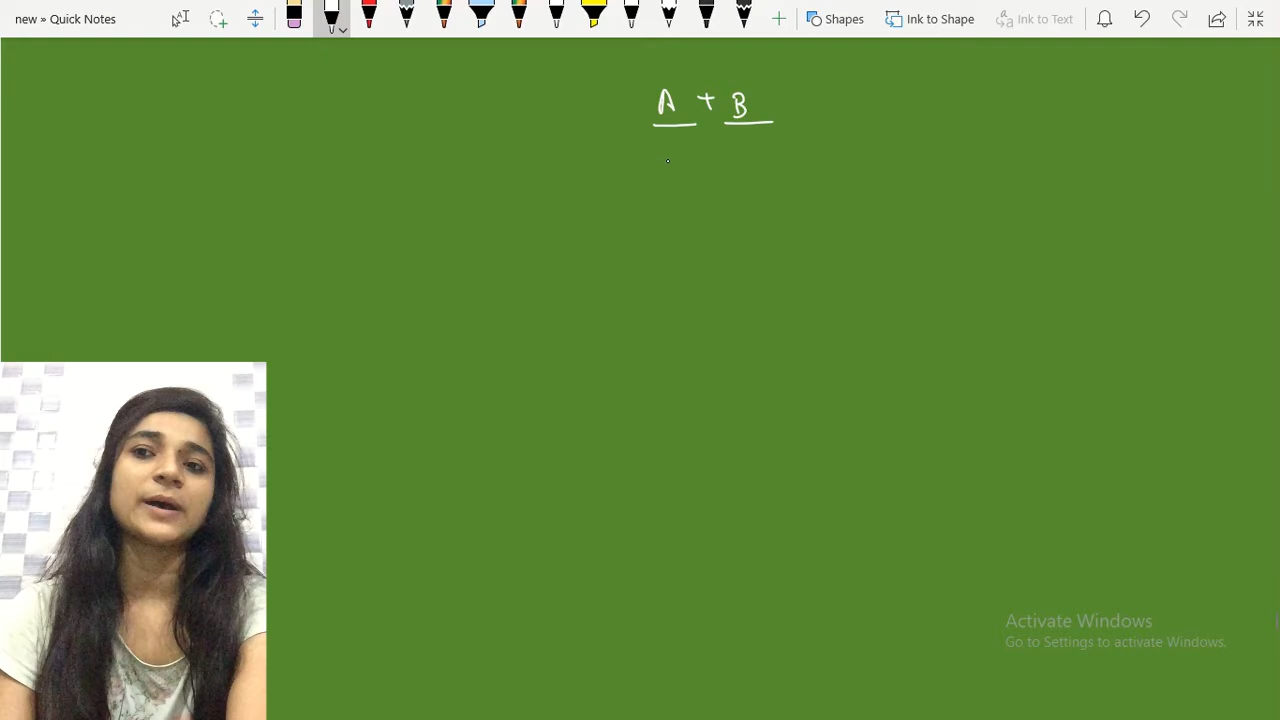 new » Quick Notes
Shapes
Ink to Shape
Ink to Text
A + B
Activate Windows
Go to Settings to activate Windows.